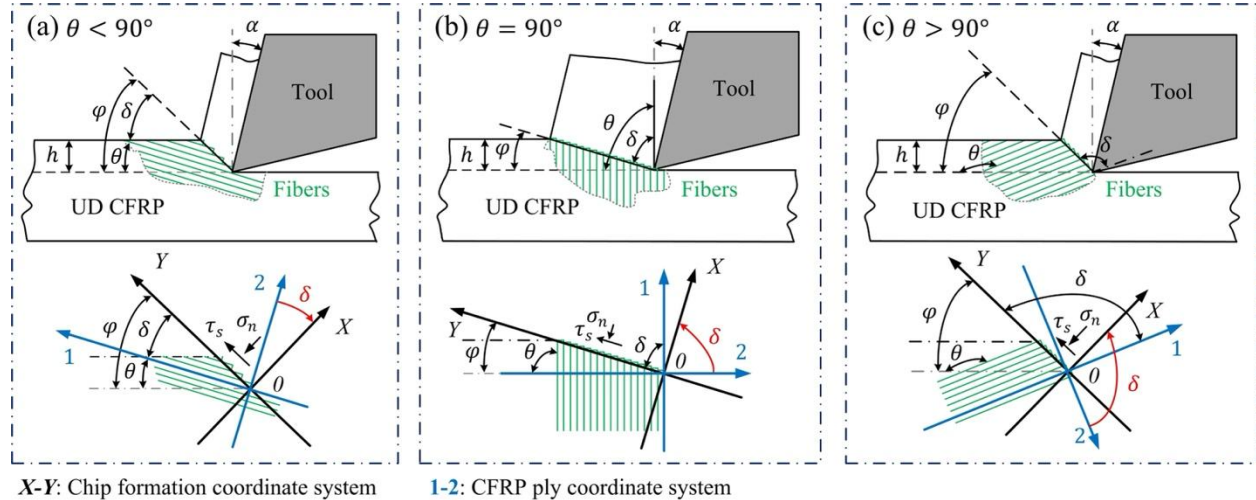 (a) θ < 90°
α
Tool
φ
δ
h
θ
Fibers
UD CFRP
Y
2
δ
X
φ
δ
τs
σn
1
θ
0
(b) θ = 90°
α
Tool
θ
δ
h
φ
Fibers
UD CFRP
X
1
Y
σn
τs
δ
δ
φ
θ
2
0
(c) θ > 90°
α
Tool
φ
δ
h
θ
Fibers
UD CFRP
Y
δ
X
φ
τs
σn
1
θ
0
δ
2
X-Y: Chip formation coordinate system
1-2: CFRP ply coordinate system